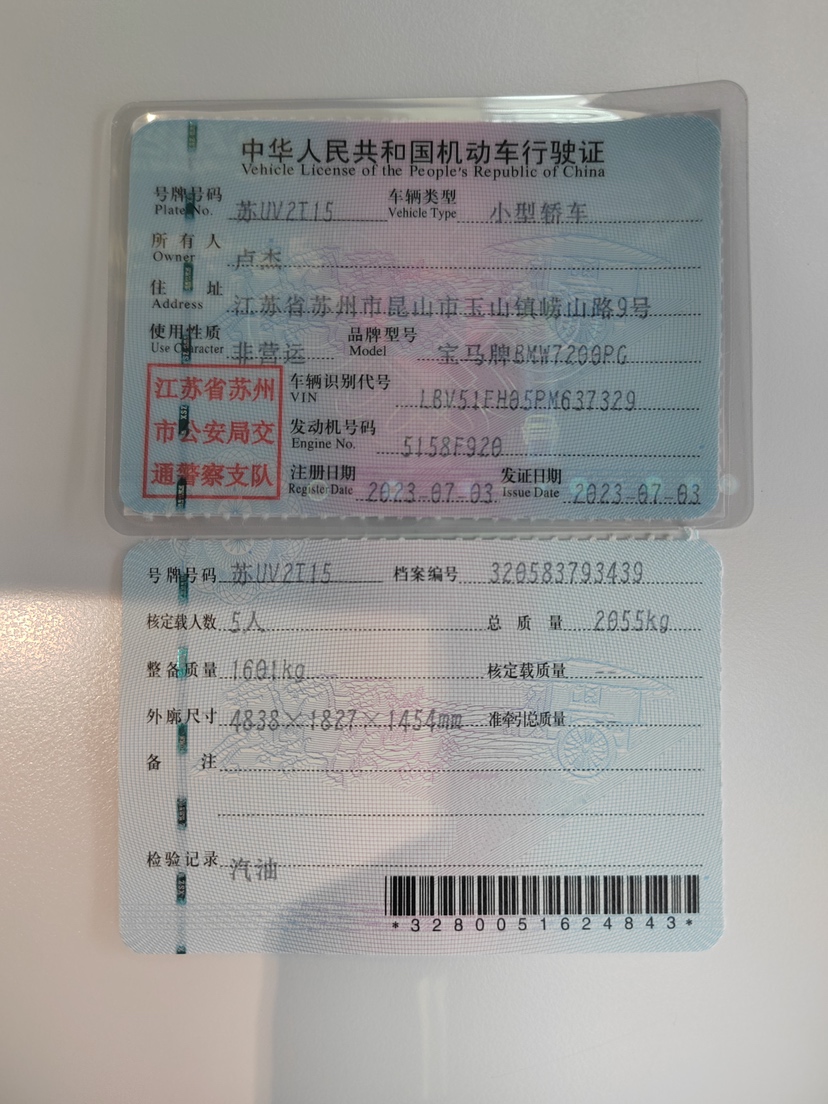 中华人民共和国机动车行驶证
Vehicle License of the People's Republic of China
号牌号码 Plate No. 苏UV2T15 车辆类型 Vehicle Type 小型轿车
所有人 Owner 卢杰
住址 Address 江苏省苏州市昆山市玉山镇崂山路9号
使用性质 Use Character 非营运 品牌型号 Model 宝马牌BMW7200PG
江苏省苏州
市公安局交
通警察支队
车辆识别代号 VIN LBV51FH05PM637329
发动机号码 Engine No. 5158F920
注册日期 Register Date 2023-07-03 发证日期 Issue Date 2023-07-03
号牌号码 苏UV2T15 档案编号 320583793439
核定载人数 5人 总质量 2055kg
整备质量 1601kg 核定载质量 --
外廓尺寸 4838×1827×1454mm 准牵引总质量 --
备注
检验记录 汽油
*3280051624843*